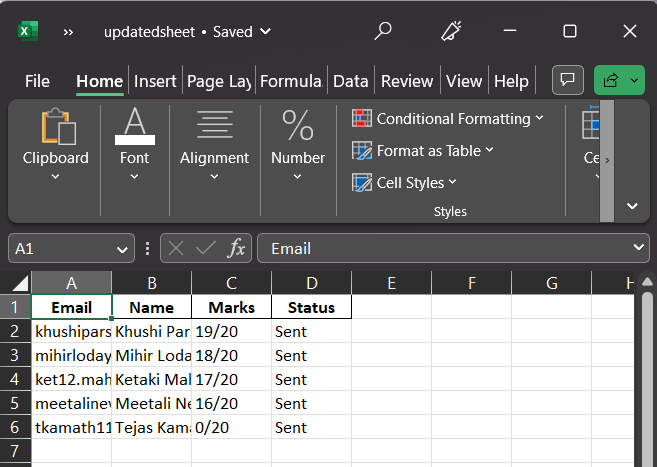 updatedsheet • Saved
File Home Insert Page Lay Formula Data Review View Help
Clipboard Font Alignment Number
Conditional Formatting
Format as Table
Cell Styles
Styles
Ce
A1 fx Email
A B C D E F G H
1 Email Name Marks Status
2 khushipars Khushi Par 19/20 Sent
3 mihirloday Mihir Loda 18/20 Sent
4 ket12.mah Ketaki Mal 17/20 Sent
5 meetaline Meetali Ne 16/20 Sent
6 tkamath11 Tejas Kama 0/20 Sent
7